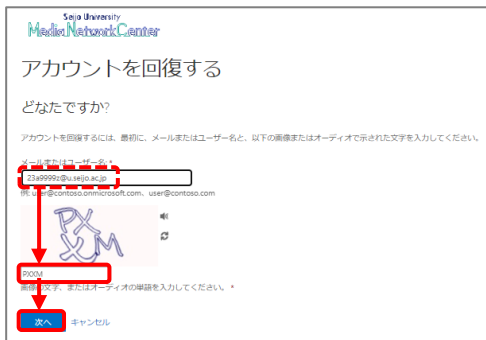 Seijo University
Media Network Center
アカウントを回復する
どなたですか?
アカウントを回復するには、最初に、メールまたはユーザー名と、以下の画像またはオーディオで示された文字を入力してください。
メールまたはユーザー名: *
23a9999z@u.seijo.ac.jp
例: user@contoso.onmicrosoft.com、user@contoso.com
PX
XM
PXXM
画像の文字、またはオーディオの単語を入力してください。 *
次へ キャンセル